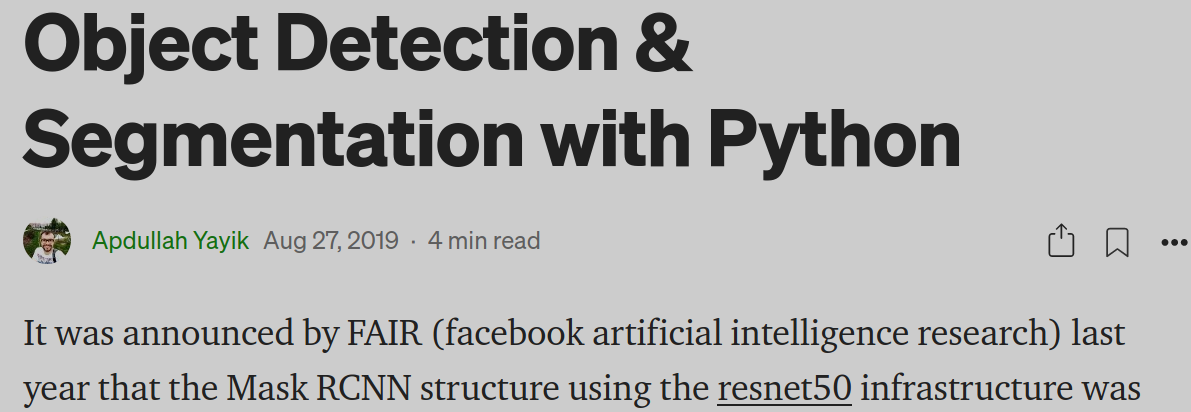 Object Detection &
Segmentation with Python
Apdullah Yayik Aug 27, 2019 · 4 min read
It was announced by FAIR (facebook artificial intelligence research) last
year that the Mask RCNN structure using the resnet50 infrastructure was